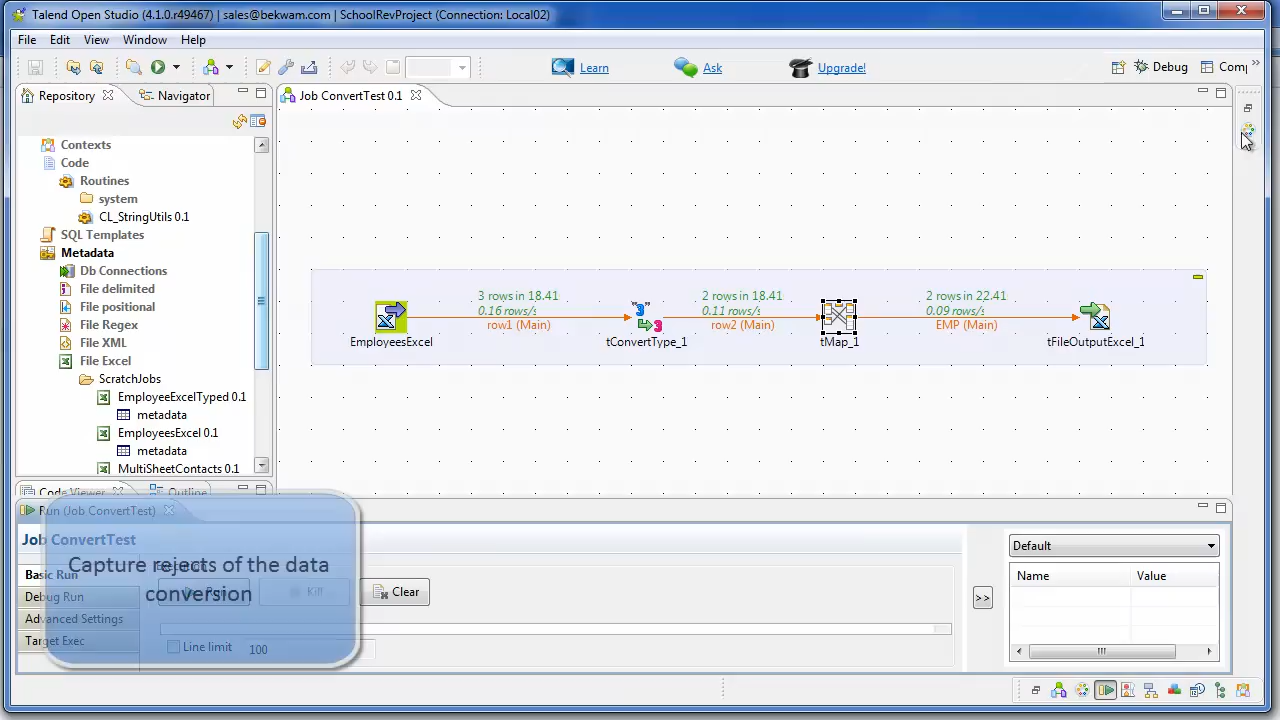 Talend Open Studio (4.1.0.r49467) | sales@bekwam.com | SchoolRevProject (Connection: Local02)
File Edit View Window Help
Learn Ask Upgrade! Debug Com
Repository Navigator
Job ConvertTest 0.1
Contexts
Code
Routines
system
CL_StringUtils 0.1
SQL Templates
Metadata
Db Connections
File delimited
File positional
File Regex
File XML
File Excel
ScratchJobs
EmployeeExcelTyped 0.1
metadata
EmployeesExcel 0.1
metadata
MultiSheetContacts 0.1
3 rows in 18.41
0.16 rows/s
row1 (Main)
2 rows in 18.41
0.11 rows/s
row2 (Main)
2 rows in 22.41
0.09 rows/s
EMP (Main)
EmployeesExcel
tConvertType_1
tMap_1
tFileOutputExcel_1
Code Viewer Outline
Run (Job ConvertTest)
Job ConvertTest
Capture rejects of the data
conversion
Basic Run
Debug Run
Advanced Settings
Target Exec
Run Kill Clear
Line limit 100
Default
Name Value
>>